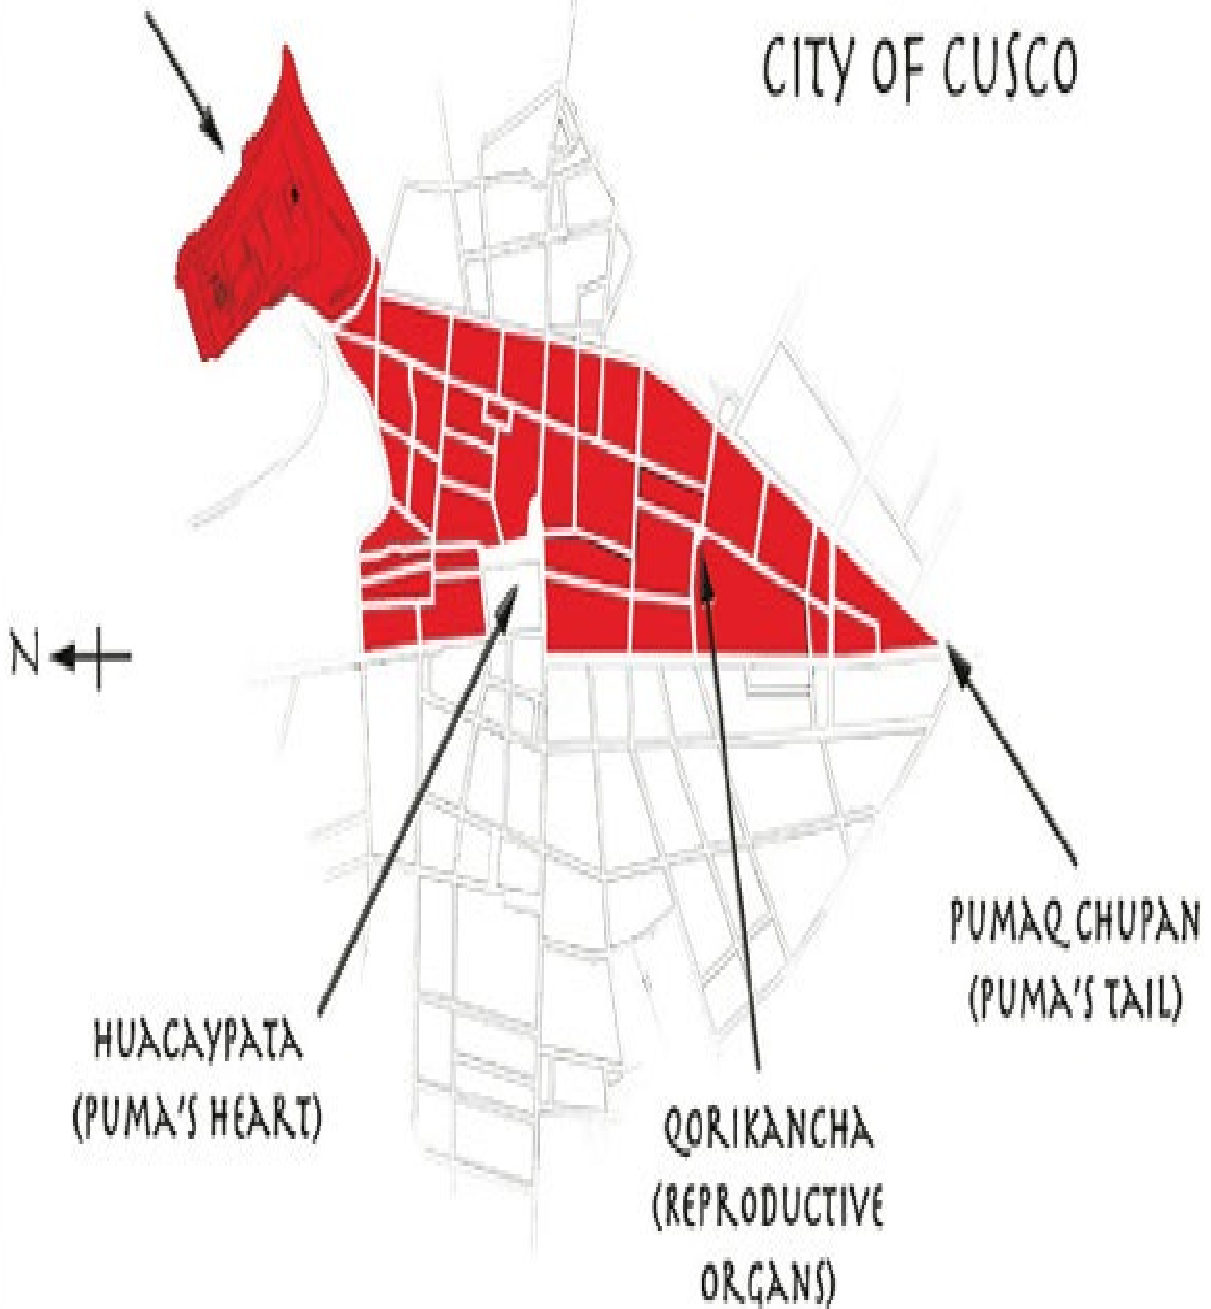 CITY OF CUSCO
N
PUMAQ CHUPAN
(PUMA'S TAIL)
HUACAYPATA
(PUMA'S HEART)
QORIKANCHA
(REPRODUCTIVE
ORGANS)